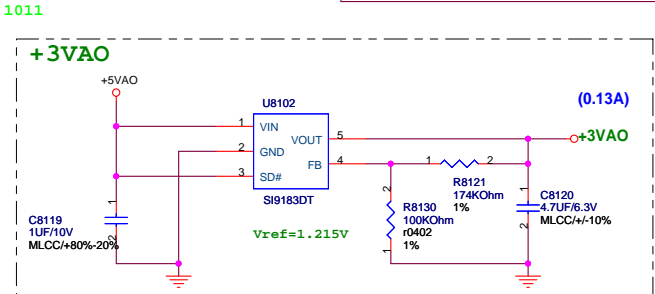 1011
+3VAO
+5VAO
U8102
(0.13A)
1
VIN
VOUT
5
+3VAO
2
GND
FB
4
1
2
3
SD#
R8121
174KOhm
1%
SI9183DT
C8119
1UF/10V
MLCC/+80%-20%
1
2
Vref=1.215V
2
R8130
100KOhm
r0402
1%
1
1
C8120
4.7UF/6.3V
MLCC/+/-10%
2